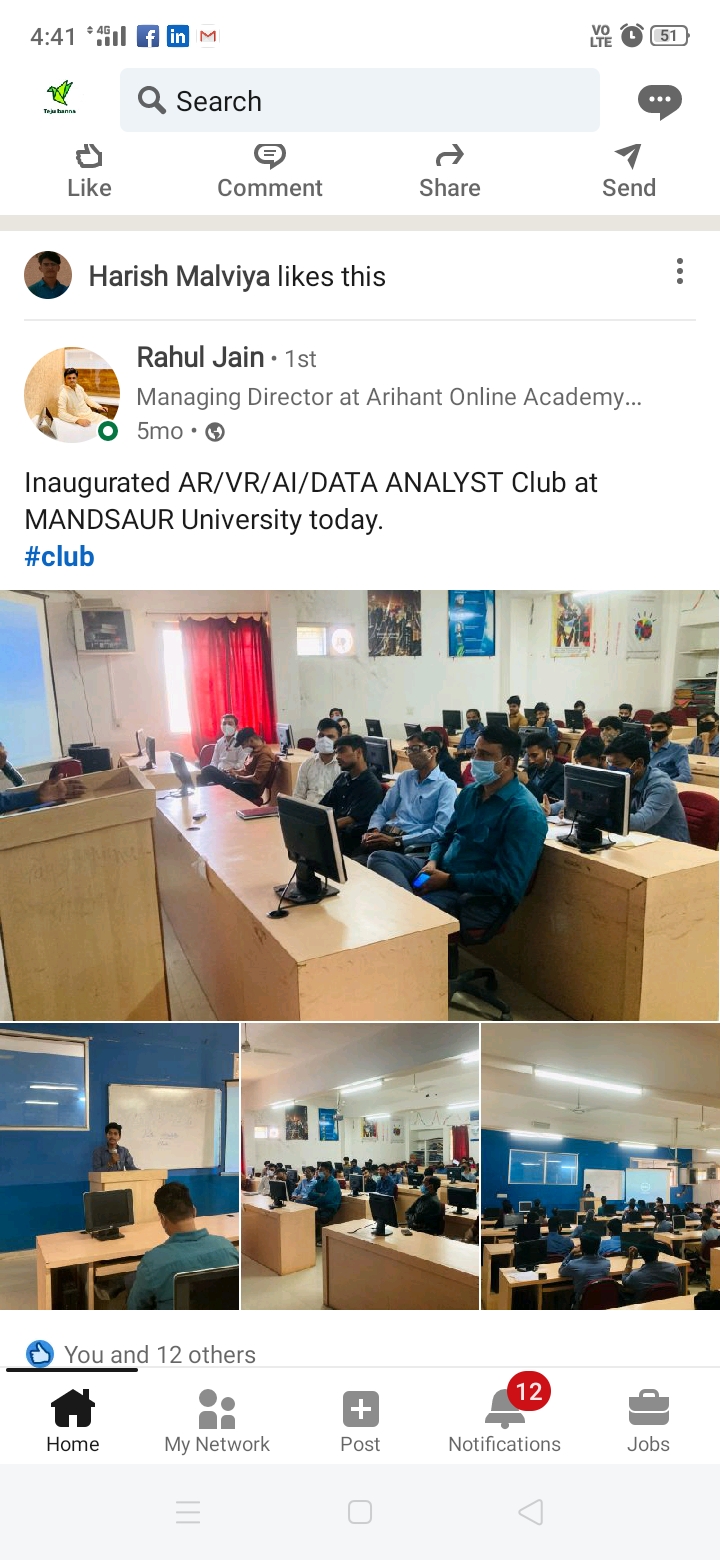 4:41 4G VO LTE 51
Tejasbanna
Search
Like Comment Share Send
Harish Malviya likes this
Rahul Jain • 1st
Managing Director at Arihant Online Academy...
5mo •
Inaugurated AR/VR/AI/DATA ANALYST Club at
MANDSAUR University today.
#club
You and 12 others
12
Home My Network Post Notifications Jobs